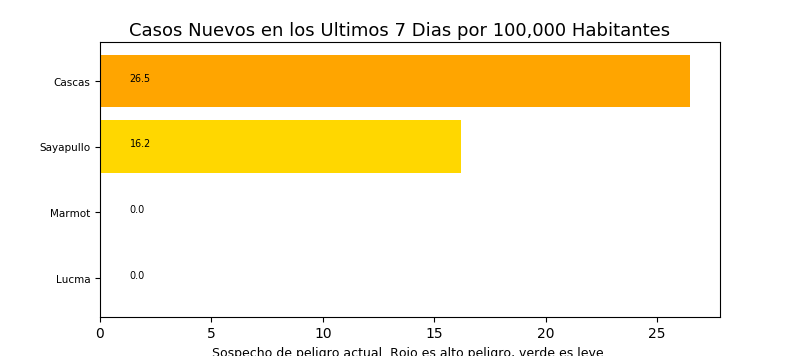 Casos Nuevos en los Ultimos 7 Dias por 100,000 Habitantes
Cascas
26.5
Sayapullo
16.2
Marmot
0.0
Lucma
0.0
0 5 10 15 20 25
Sospecho de peligro actual. Rojo es alto peligro, verde es leve